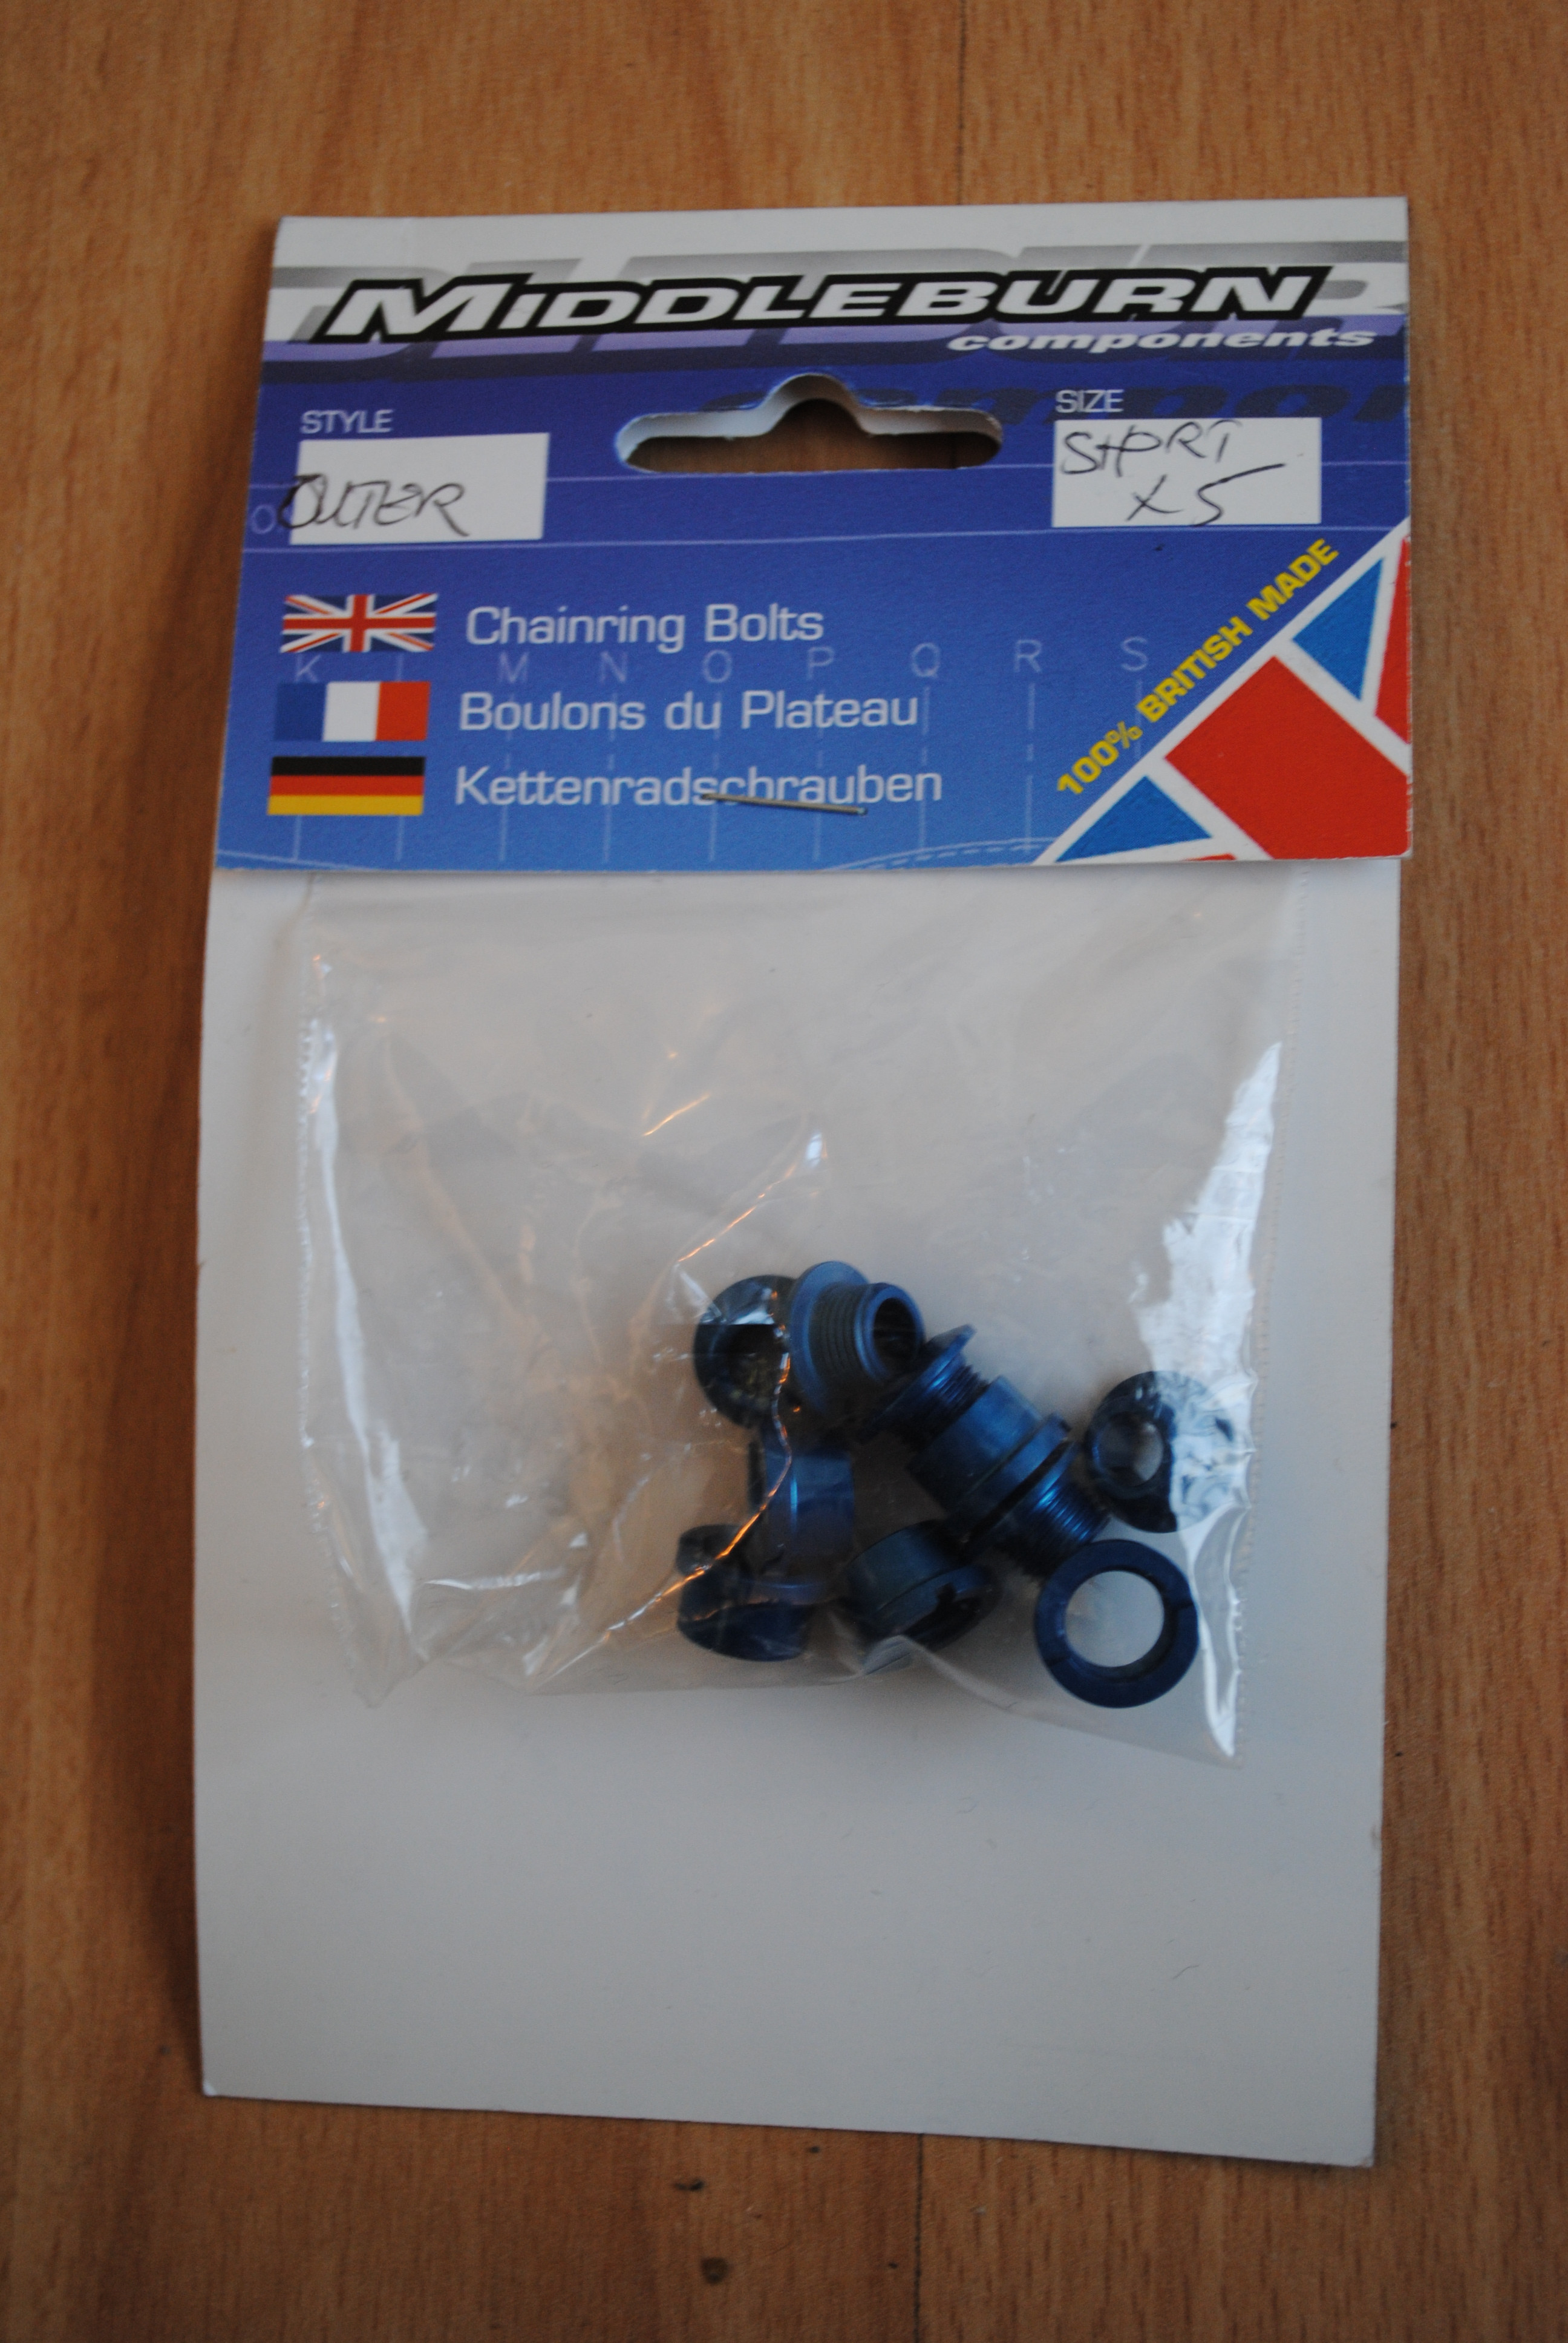 MIDDLEBURN
components
STYLE
OUTER
SIZE
SHORT
X5
Chainring Bolts
K L M N O P Q R S
Boulons du Plateau
Kettenradschrauben
100% BRITISH MADE